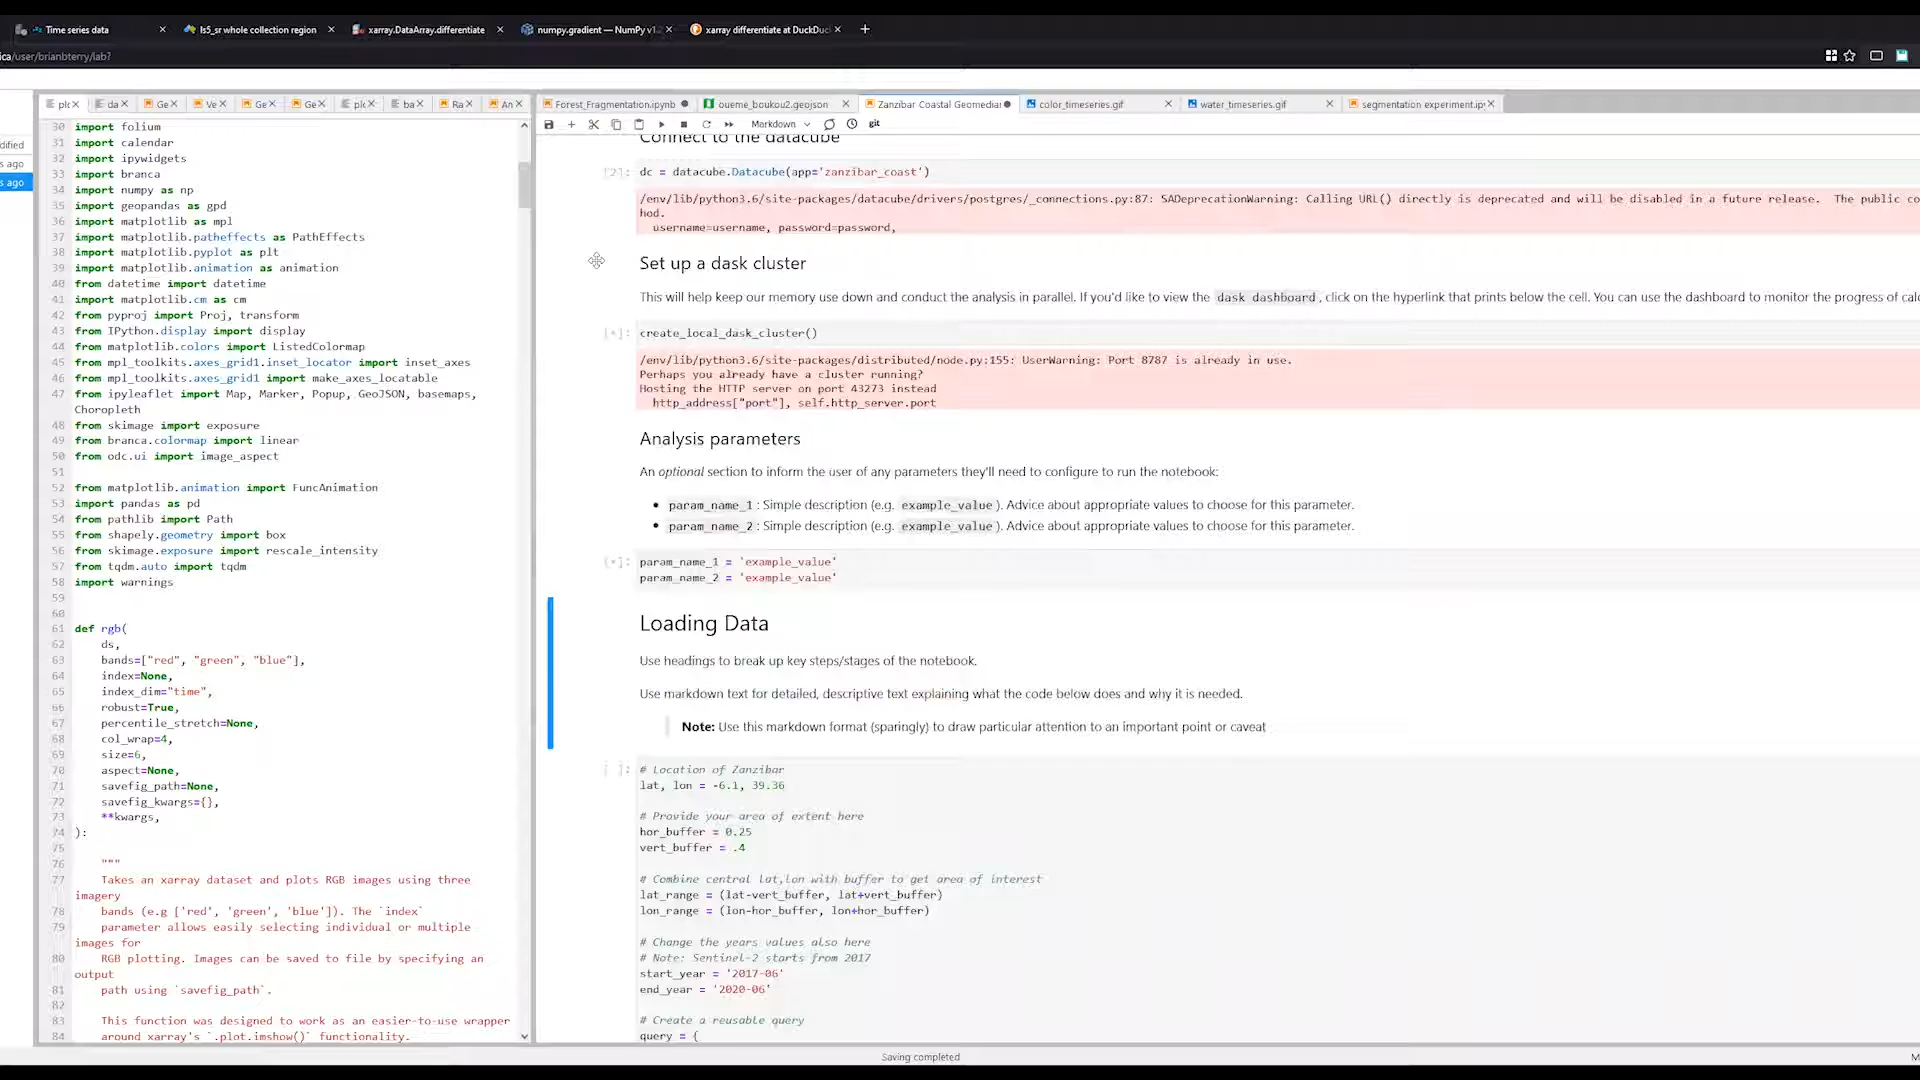 Time series data
ls5_sr whole collection region
xarray.DataArray.differentiate
numpy.gradient — NumPy v1.
xarray differentiate at DuckDuc
ica/user/brianbterry/lab?
plc
da
Ge
Ve
Ge
Ge
plc
ba
Ra
An
Forest_Fragmentation.ipynb
oueme_boukou2.geojson
Zanzibar Coastal Geomedian
color_timeseries.gif
water_timeseries.gif
segmentation experiment.ipy
Markdown
git
dified
s ago
s ago
30 import folium
31 import calendar
32 import ipywidgets
33 import branca
34 import numpy as np
35 import geopandas as gpd
36 import matplotlib as mpl
37 import matplotlib.patheffects as PathEffects
38 import matplotlib.pyplot as plt
39 import matplotlib.animation as animation
40 from datetime import datetime
41 import matplotlib.cm as cm
42 from pyproj import Proj, transform
43 from IPython.display import display
44 from matplotlib.colors import ListedColormap
45 from mpl_toolkits.axes_grid1.inset_locator import inset_axes
46 from mpl_toolkits.axes_grid1 import make_axes_locatable
47 from ipyleaflet import Map, Marker, Popup, GeoJSON, basemaps,
Choropleth
48 from skimage import exposure
49 from branca.colormap import linear
50 from odc.ui import image_aspect
51
52 from matplotlib.animation import FuncAnimation
53 import pandas as pd
54 from pathlib import Path
55 from shapely.geometry import box
56 from skimage.exposure import rescale_intensity
57 from tqdm.auto import tqdm
58 import warnings
59
60
61 def rgb(
62 ds,
63 bands=["red", "green", "blue"],
64 index=None,
65 index_dim="time",
66 robust=True,
67 percentile_stretch=None,
68 col_wrap=4,
69 size=6,
70 aspect=None,
71 savefig_path=None,
72 savefig_kwargs={},
73 **kwargs,
74 ):
75
76 """
77 Takes an xarray dataset and plots RGB images using three
imagery
78 bands (e.g ['red', 'green', 'blue']). The `index`
79 parameter allows easily selecting individual or multiple
images for
80 RGB plotting. Images can be saved to file by specifying an
output
81 path using `savefig_path`.
82
83 This function was designed to work as an easier-to-use wrapper
84 around xarray's `.plot.imshow()` functionality.
Connect to the datacube
[2]: dc = datacube.Datacube(app='zanzibar_coast')
/env/lib/python3.6/site-packages/datacube/drivers/postgres/_connections.py:87: SADeprecationWarning: Calling URL() directly is deprecated and will be disabled in a future release. The public co
hod.
username=username, password=password,
Set up a dask cluster
This will help keep our memory use down and conduct the analysis in parallel. If you'd like to view the dask dashboard, click on the hyperlink that prints below the cell. You can use the dashboard to monitor the progress of calc
[*]: create_local_dask_cluster()
/env/lib/python3.6/site-packages/distributed/node.py:155: UserWarning: Port 8787 is already in use.
Perhaps you already have a cluster running?
Hosting the HTTP server on port 43273 instead
http_address["port"], self.http_server.port
Analysis parameters
An optional section to inform the user of any parameters they'll need to configure to run the notebook:
• param_name_1 : Simple description (e.g. example_value ). Advice about appropriate values to choose for this parameter.
• param_name_2 : Simple description (e.g. example_value ). Advice about appropriate values to choose for this parameter.
[*]: param_name_1 = 'example_value'
param_name_2 = 'example_value'
Loading Data
Use headings to break up key steps/stages of the notebook.
Use markdown text for detailed, descriptive text explaining what the code below does and why it is needed.
Note: Use this markdown format (sparingly) to draw particular attention to an important point or caveat
[ ]: # Location of Zanzibar
lat, lon = -6.1, 39.36
# Provide your area of extent here
hor_buffer = 0.25
vert_buffer = .4
# Combine central lat,lon with buffer to get area of interest
lat_range = (lat-vert_buffer, lat+vert_buffer)
lon_range = (lon-hor_buffer, lon+hor_buffer)
# Change the years values also here
# Note: Sentinel-2 starts from 2017
start_year = '2017-06'
end_year = '2020-06'
# Create a reusable query
query = {
Saving completed
M